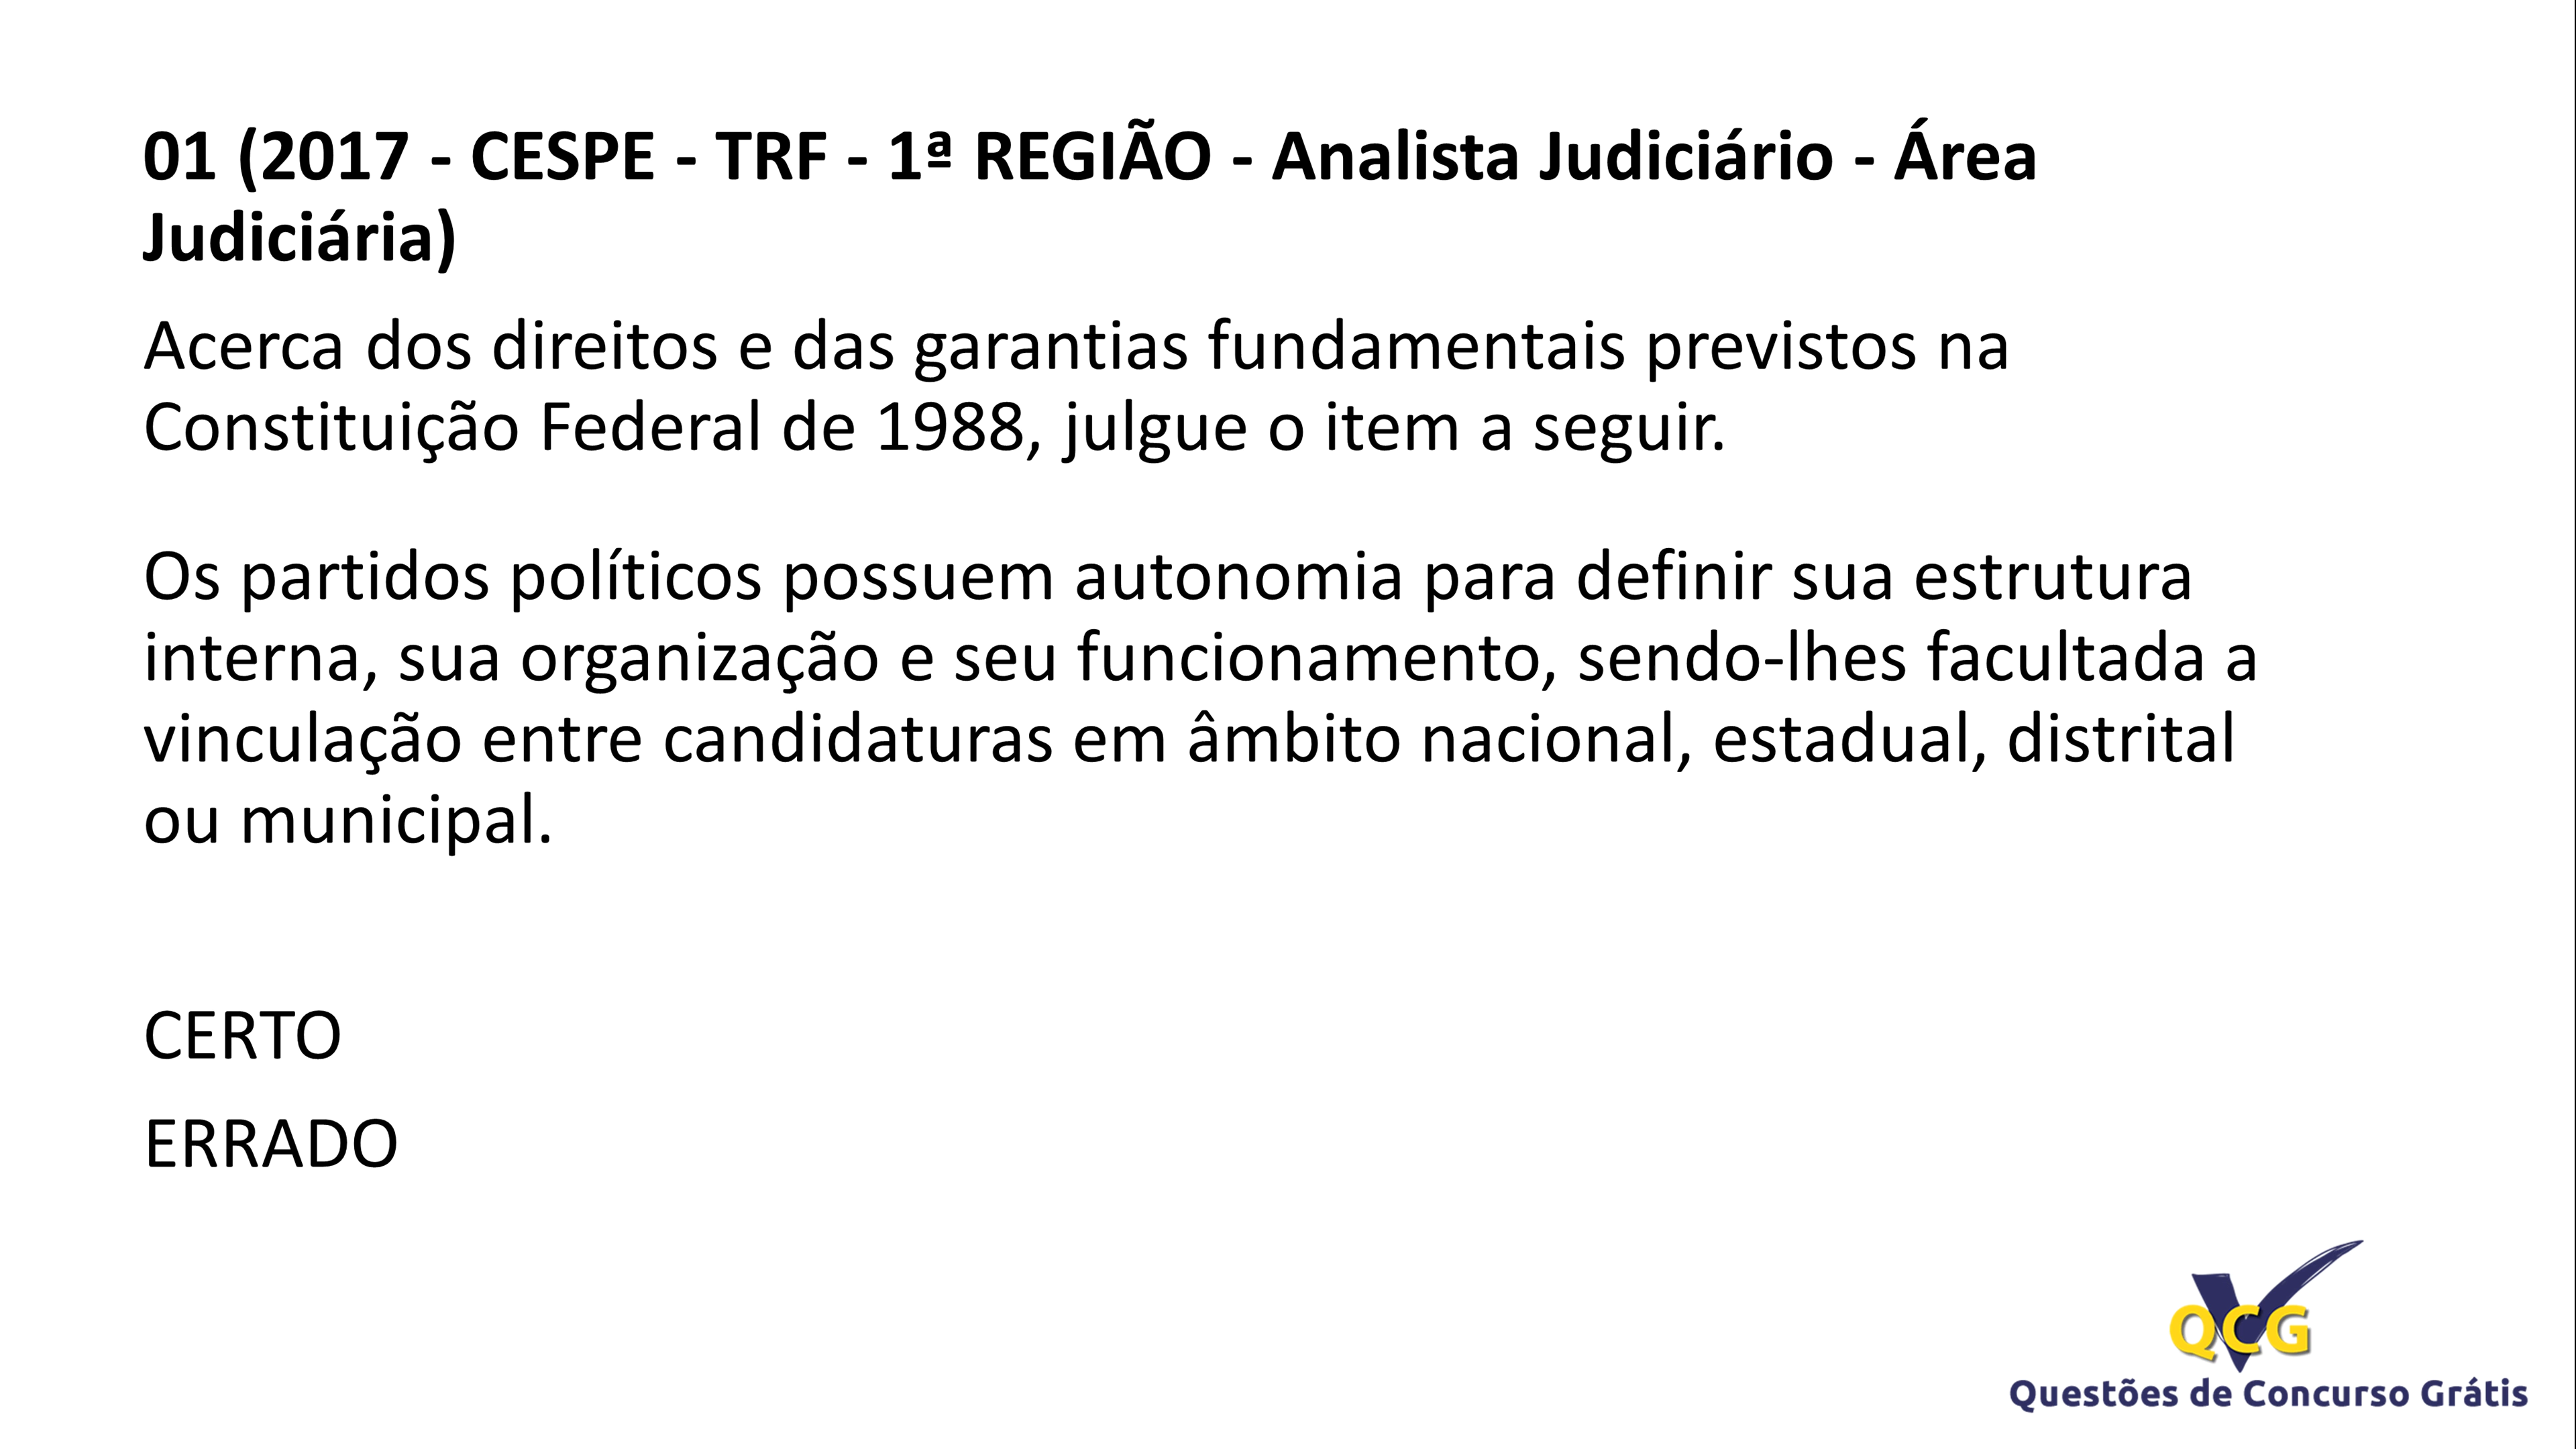 01 (2017 - CESPE - TRF - 1ª REGIÃO - Analista Judiciário - Área
Judiciária)
Acerca dos direitos e das garantias fundamentais previstos na
Constituição Federal de 1988, julgue o item a seguir.
Os partidos políticos possuem autonomia para definir sua estrutura
interna, sua organização e seu funcionamento, sendo-lhes facultada a
vinculação entre candidaturas em âmbito nacional, estadual, distrital
ou municipal.
CERTO
ERRADO
QCG
Questões de Concurso Grátis